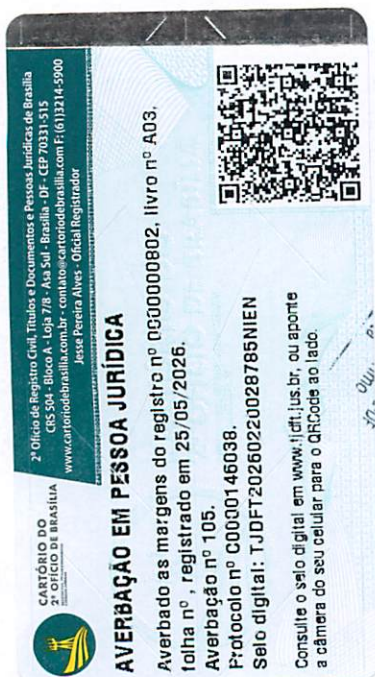 CARTÓRIO DO
2º OFÍCIO DE BRASÍLIA
2º Ofício de Registro Civil, Títulos e Documentos e Pessoas Jurídicas de Brasília
CRS 504 - Bloco A - Loja 7/8 - Asa Sul - Brasília - DF - CEP 70331-515
www.cartoriodebrasilia.com.br - contato@cartoriodebrasilia.com F: (61)3214-5900
Jesse Pereira Alves - Oficial Registrador
AVERBAÇÃO EM PESSOA JURÍDICA
Averbado as margens do registro nº 0000000802, livro nº A03,
folha nº , registrado em 25/05/2026.
Averbação nº 105.
Protocolo nº C0000146038.
Selo digital: TJDFT20260220028785NIEN
Consulte o selo digital em www.tjdft.jus.br, ou aponte
a câmera do seu celular para o QRCode ao lado.